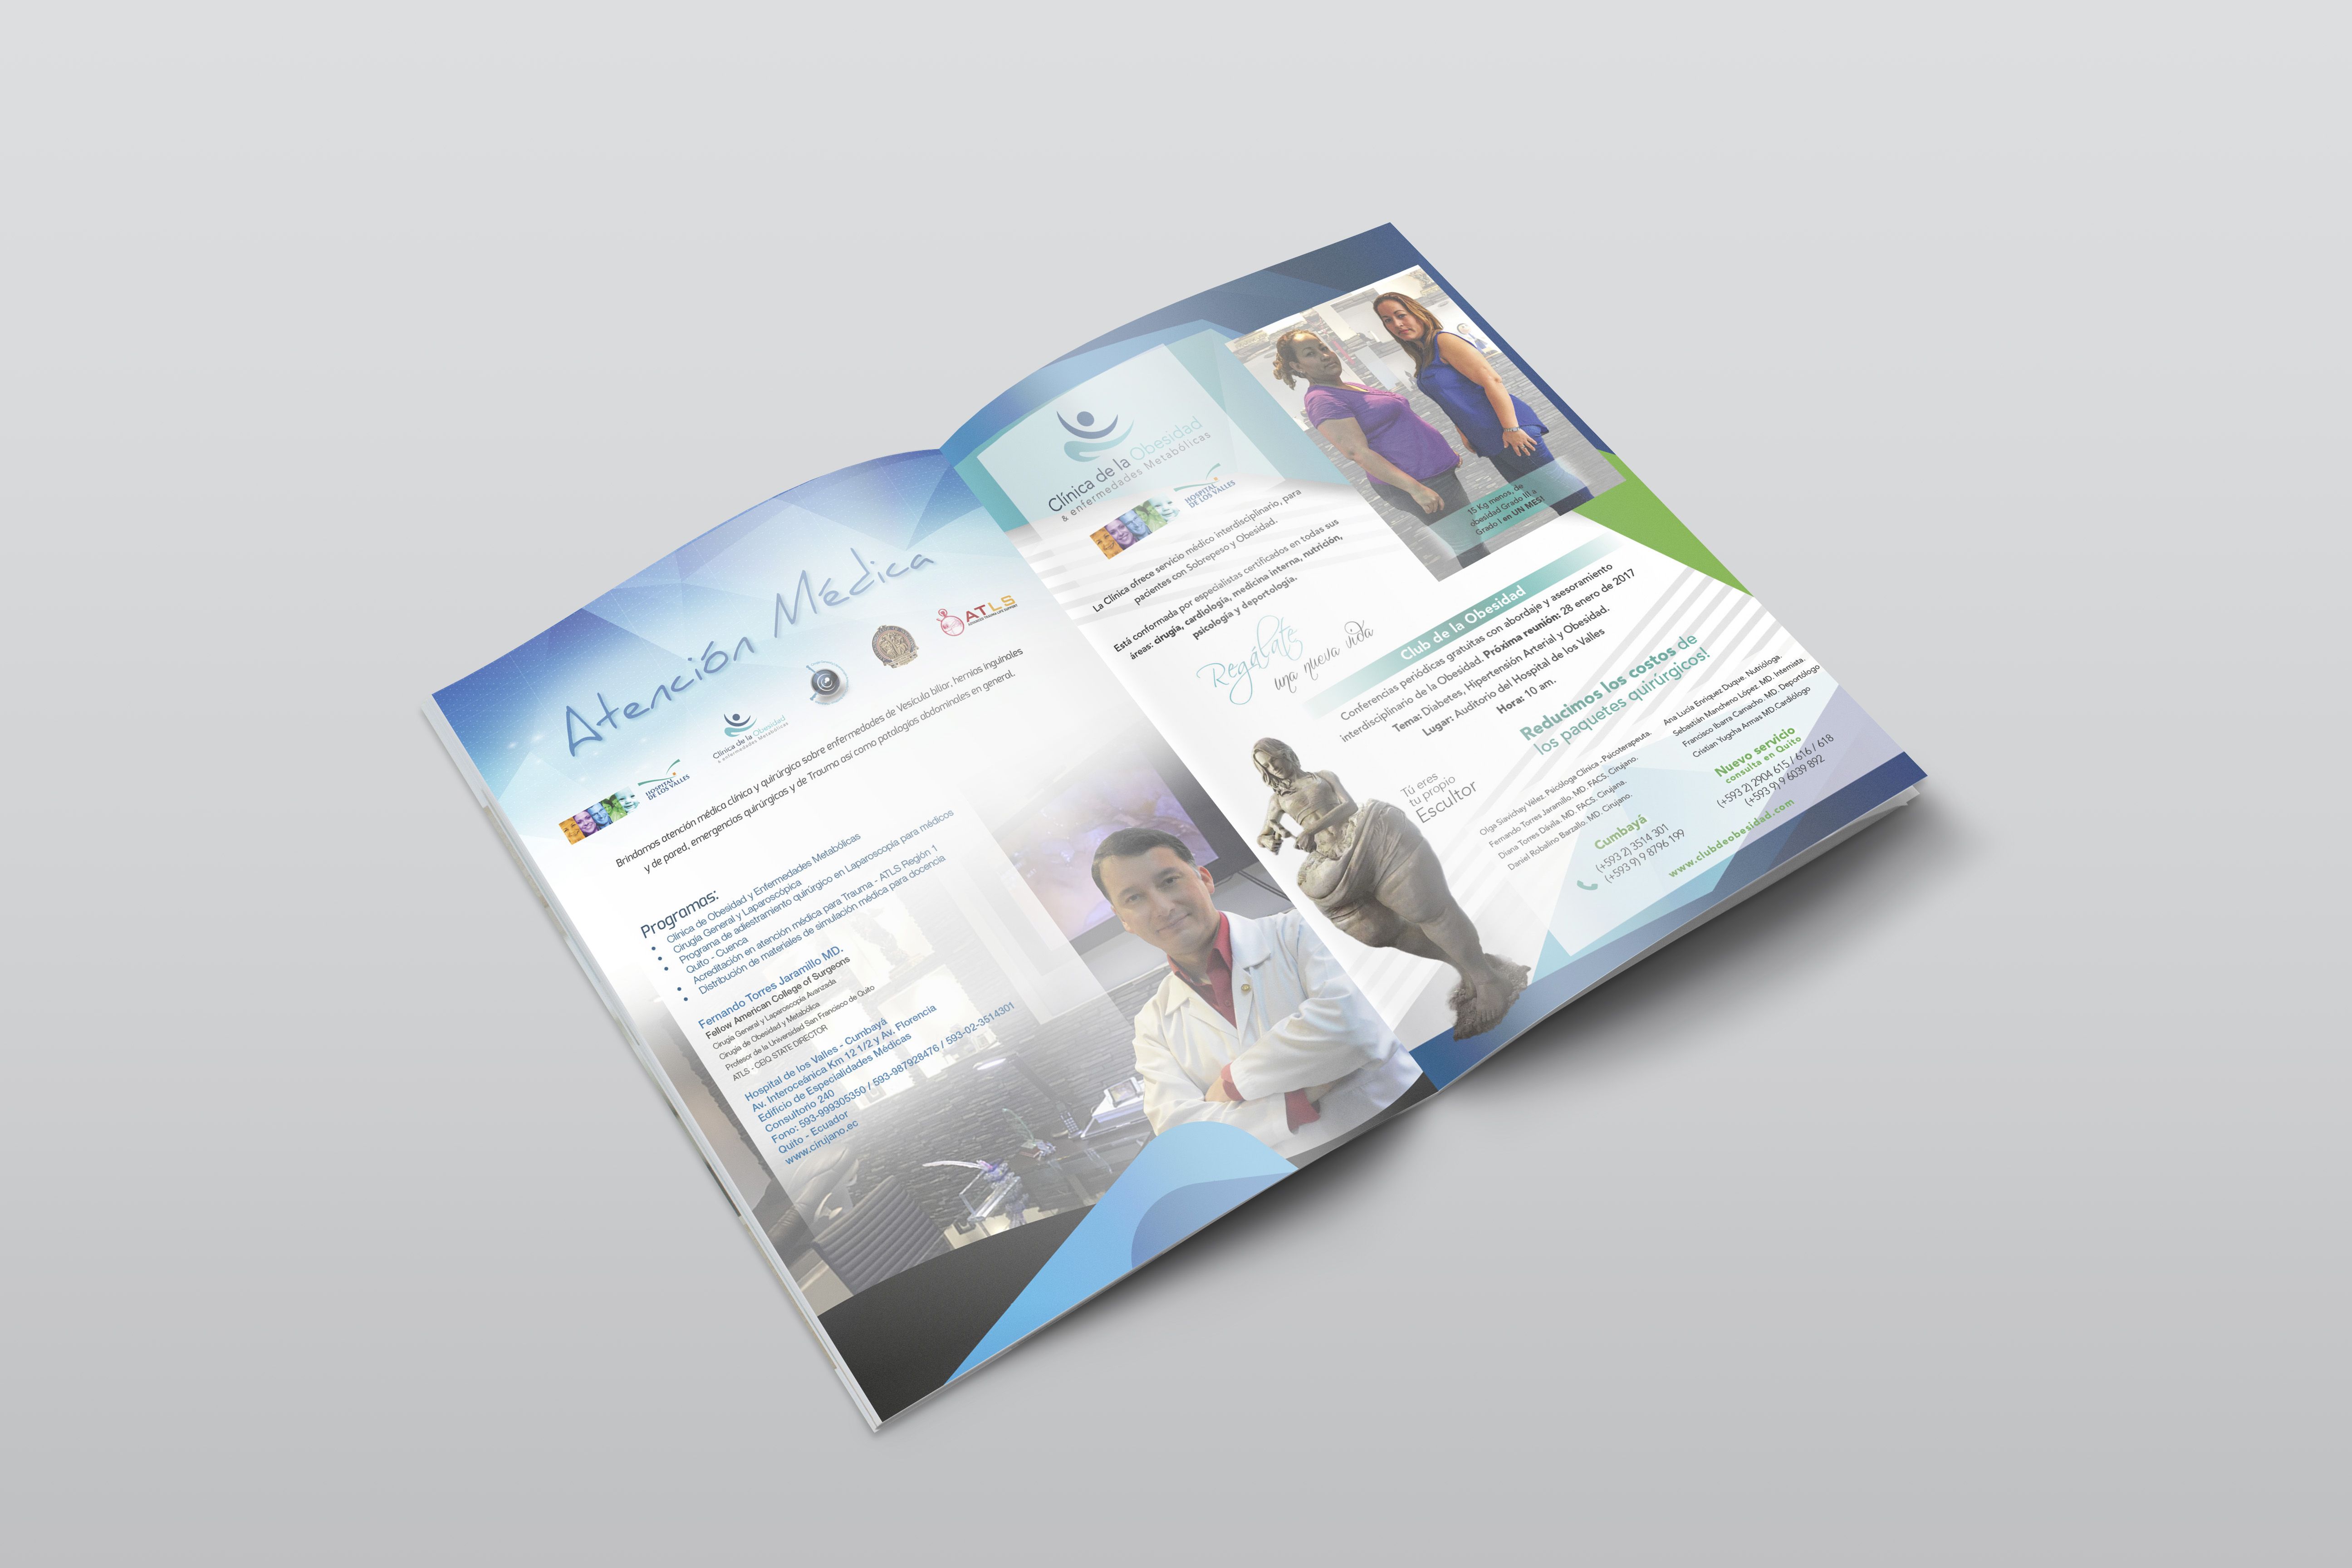 Atención Médica
HOSPITAL
DE LOS VALLES
Clínica de la Obesidad
& enfermedades Metabólicas
ATLS
Brindamos atención médica clínica y quirúrgica sobre enfermedades de Vesícula biliar, hernias inguinales
y de pared, emergencias quirúrgicas y de Trauma así como patologías abdominales en general.
Programas:
• Clínica de Obesidad y Enfermedades Metabólicas
• Cirugía General y Laparoscópica
• Programa de adiestramiento quirúrgico en Laparoscopía para médicos
Quito - Cuenca
• Acreditación en atención médica para Trauma - ATLS Región 1
• Distribución de materiales de simulación médica para docencia
Fernando Torres Jaramillo MD.
Fellow American College of Surgeons
Cirugía General y Laparoscopía Avanzada
Cirugía de Obesidad y Metabólica
Profesor de la Universidad San Francisco de Quito
ATLS - CEIQ STATE DIRECTOR
Hospital de los Valles - Cumbayá
Av. Interoceánica Km 12 1/2 y Av. Florencia
Edificio de Especialidades Médicas
Consultorio 240
Fono: 593-999305350 / 593-987928476 / 593-02-3514301
Quito - Ecuador
www.cirujano.ec
Clínica de la Obesidad
& enfermedades Metabólicas
HOSPITAL
DE LOS VALLES
La Clínica ofrece servicio médico interdisciplinario, para
pacientes con Sobrepeso y Obesidad.
Está conformada por especialistas certificados en todas sus
áreas: cirugía, cardiología, medicina interna, nutrición,
psicología y deportología.
Regálate
una nueva vida
15 Kg menos, de
obesidad Grado III a
Grado I en UN MES!
Club de la Obesidad
Conferencias periódicas gratuitas con abordaje y asesoramiento
interdisciplinario de la Obesidad. Próxima reunión: 28 enero de 2017
Tema: Diabetes, Hipertensión Arterial y Obesidad.
Lugar: Auditorio del Hospital de los Valles
Hora: 10 am.
Reducimos los costos de
los paquetes quirúrgicos!
Tú eres
tu propio
Escultor
Olga Siavichay Vélez. Psicóloga Clínica - Psicoterapeuta.
Fernando Torres Jaramillo. MD. FACS. Cirujano.
Diana Torres Dávila. MD. FACS. Cirujana.
Daniel Robalino Barzallo. MD. Cirujano.
Ana Lucía Enriquez Duque. Nutrióloga.
Sebastián Mancheno López. MD. Internista.
Francisco Ibarra Camacho MD. Deportólogo
Cristian Yugcha Armas MD.Cardiólogo
Cumbayá
(+593 2) 3514 301
(+593 9) 9 8796 199
Nuevo servicio
consulta en Quito
(+593 2) 2904 615 / 616 / 618
(+593 9) 9 6039 892
www.clubdeobesidad.com